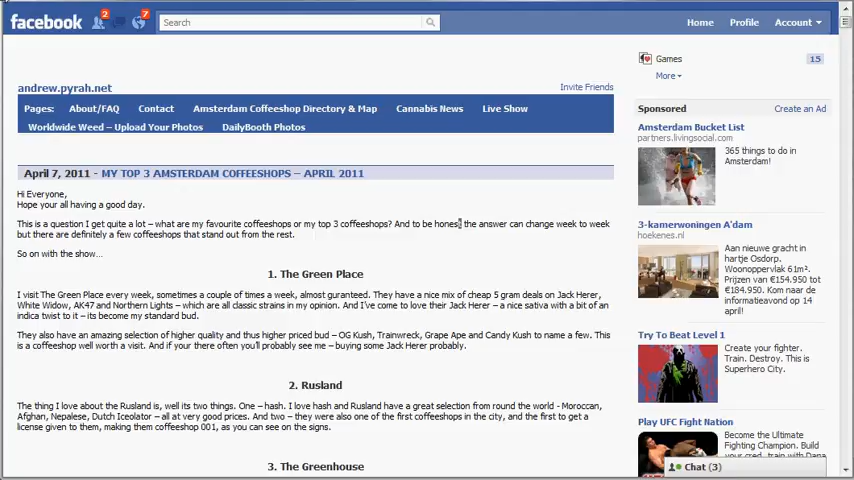 facebook 2 7 Search Home Profile Account
Games 15
More
andrew.pyrah.net Invite Friends
Pages: About/FAQ Contact Amsterdam Coffeeshop Directory & Map Cannabis News Live Show
Worldwide Weed – Upload Your Photos DailyBooth Photos
April 7, 2011 - MY TOP 3 AMSTERDAM COFFEESHOPS – APRIL 2011
Hi Everyone,
Hope your all having a good day.
This is a question I get quite a lot – what are my favourite coffeeshops or my top 3 coffeeshops? And to be honest the answer can change week to week
but there are definitely a few coffeeshops that stand out from the rest.
So on with the show...
1. The Green Place
I visit The Green Place every week, sometimes a couple of times a week, almost guranteed. They have a nice mix of cheap 5 gram deals on Jack Herer,
White Widow, AK47 and Northern Lights – which are all classic strains in my opinion. And I've come to love their Jack Herer – a nice sativa with a bit of an
indica twist to it – its become my standard bud.
They also have an amazing selection of higher quality and thus higher priced bud – OG Kush, Trainwreck, Grape Ape and Candy Kush to name a few. This
is a coffeeshop well worth a visit. And if your there often you'll probably see me – buying some Jack Herer probably.
2. Rusland
The thing I love about the Rusland is, well its two things. One – hash. I love hash and Rusland have a great selection from round the world - Moroccan,
Afghan, Nepalese, Dutch Iceolator – all at very good prices. And two – they were also one of the first coffeeshops in the city, and the first to get a
license given to them, making them coffeeshop 001, as you can see on the signs.
3. The Greenhouse
Sponsored Create an Ad
Amsterdam Bucket List
partners.livingsocial.com
365 things to do in
Amsterdam!
3-kamerwoningen A'dam
hoekenes.nl
Aan nieuwe gracht in
hartje Osdorp.
Woonoppervlak 61m².
Prijzen v. €154.950 tot
€184.950. Kom naar de
informatieavond op 14
april!
Try To Beat Level 1
Create your fighter.
Train. Destroy. This is
Superhero City.
Play UFC Fight Nation
Become the Ultimate
Fighting Champion. Build
Chat (3)